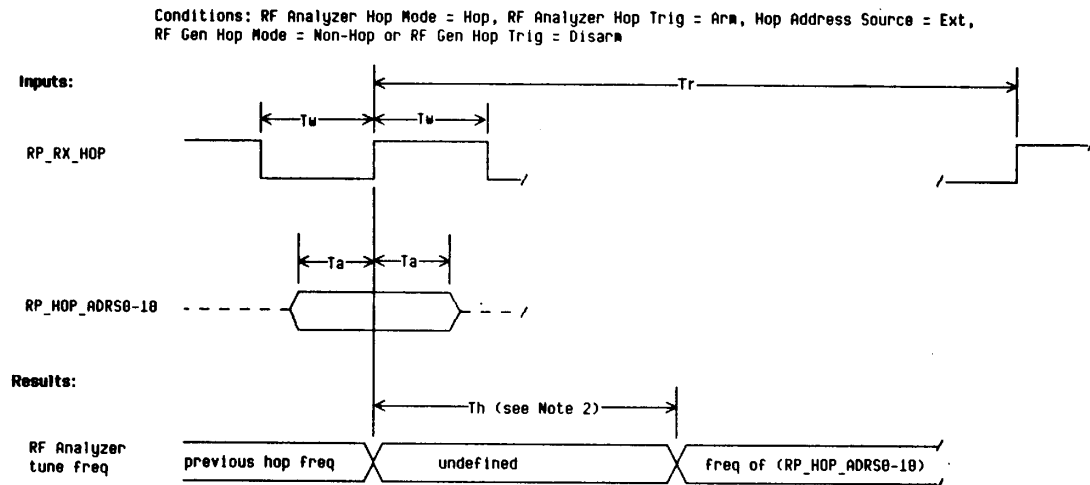 Conditions: RF Analyzer Hop Mode = Hop, RF Analyzer Hop Trig = Arm, Hop Address Source = Ext,
RF Gen Hop Mode = Non-Hop or RF Gen Hop Trig = Disarm
Inputs:
Tr
Tw Tw
RP_RX_HOP
Ta Ta
RP_HOP_ADRS0-10
Results:
Th (see Note 2)
RF Analyzer
tune freq
previous hop freq undefined freq of (RP_HOP_ADRS0-10)